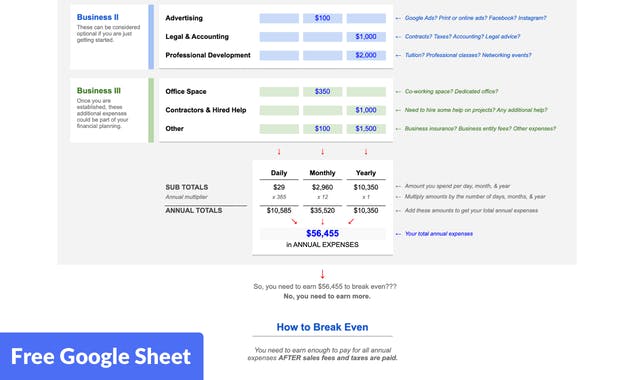 Business II
These can be considered
optional if you are just
getting started.
Advertising $100 ← Google Ads? Print or online ads? Facebook? Instagram?
Legal & Accounting $1,000 ← Contracts? Taxes? Accounting? Legal advice?
Professional Development $2,000 ← Tuition? Professional classes? Networking events?
Business III
Once you are
established, these
additional expenses
could be part of your
financial planning.
Office Space $350 ← Co-working space? Dedicated office?
Contractors & Hired Help $1,000 ← Need to hire some help on projects? Any additional help?
Other $100 $1,500 ← Business insurance? Business entity fees? Other expenses?
↓ ↓ ↓
Daily Monthly Yearly
SUB TOTALS $29 $2,960 $10,350 ← Amount you spend per day, month, & year
Annual multiplier x 365 x 12 x 1 ← Multiply amounts by the number of days, months, & year
ANNUAL TOTALS $10,585 $35,520 $10,350 ← Add these amounts to get your total annual expenses
↘ ↓ ↙
$56,455 ← Your total annual expenses
in ANNUAL EXPENSES
↓
So, you need to earn $56,455 to break even???
No, you need to earn more.
How to Break Even
You need to earn enough to pay for all annual
expenses AFTER sales fees and taxes are paid.
Free Google Sheet